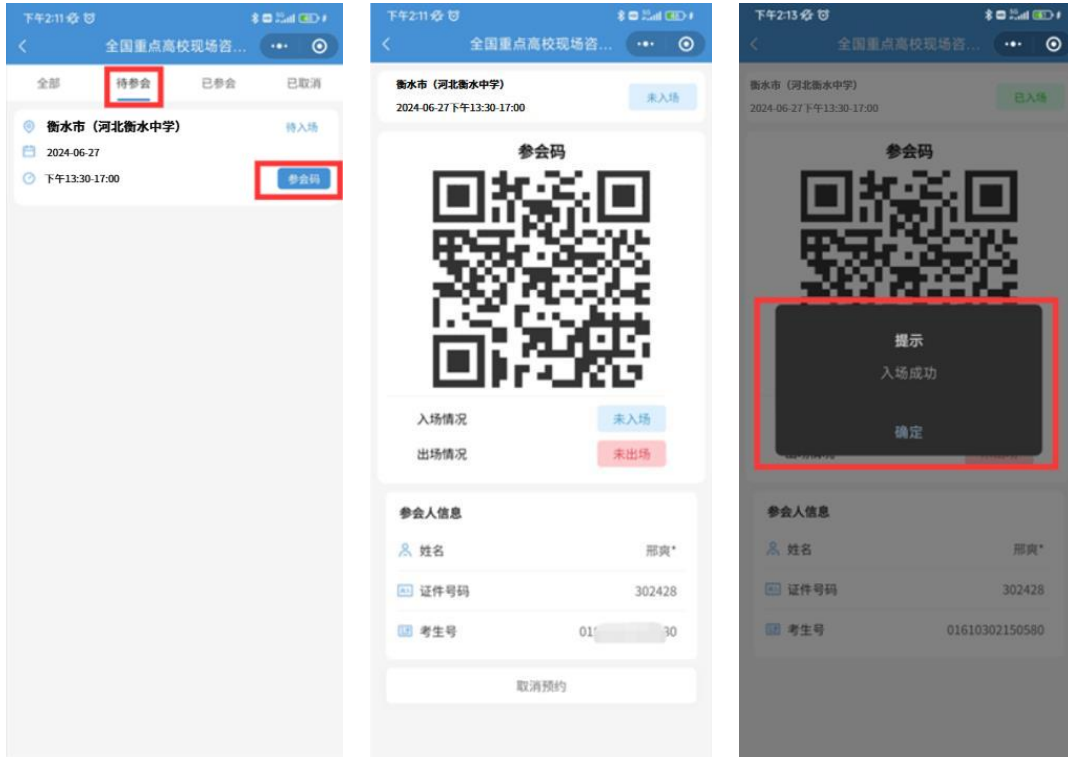 下午2:11
全国重点高校现场咨...
全部
待参会
已参会
已取消
衡水市（河北衡水中学）
待入场
2024-06-27
下午13:30-17:00
参会码
下午2:11
全国重点高校现场咨...
衡水市（河北衡水中学）
2024-06-27下午13:30-17:00
未入场
参会码
入场情况
未入场
出场情况
未出场
参会人信息
姓名
邢爽*
证件号码
302428
考生号
取消预约
下午2:13
全国重点高校现场咨...
衡水市（河北衡水中学）
2024-06-27下午13:30-17:00
已入场
参会码
提示
入场成功
确定
参会人信息
姓名
邢爽*
证件号码
302428
考生号
01610302150580